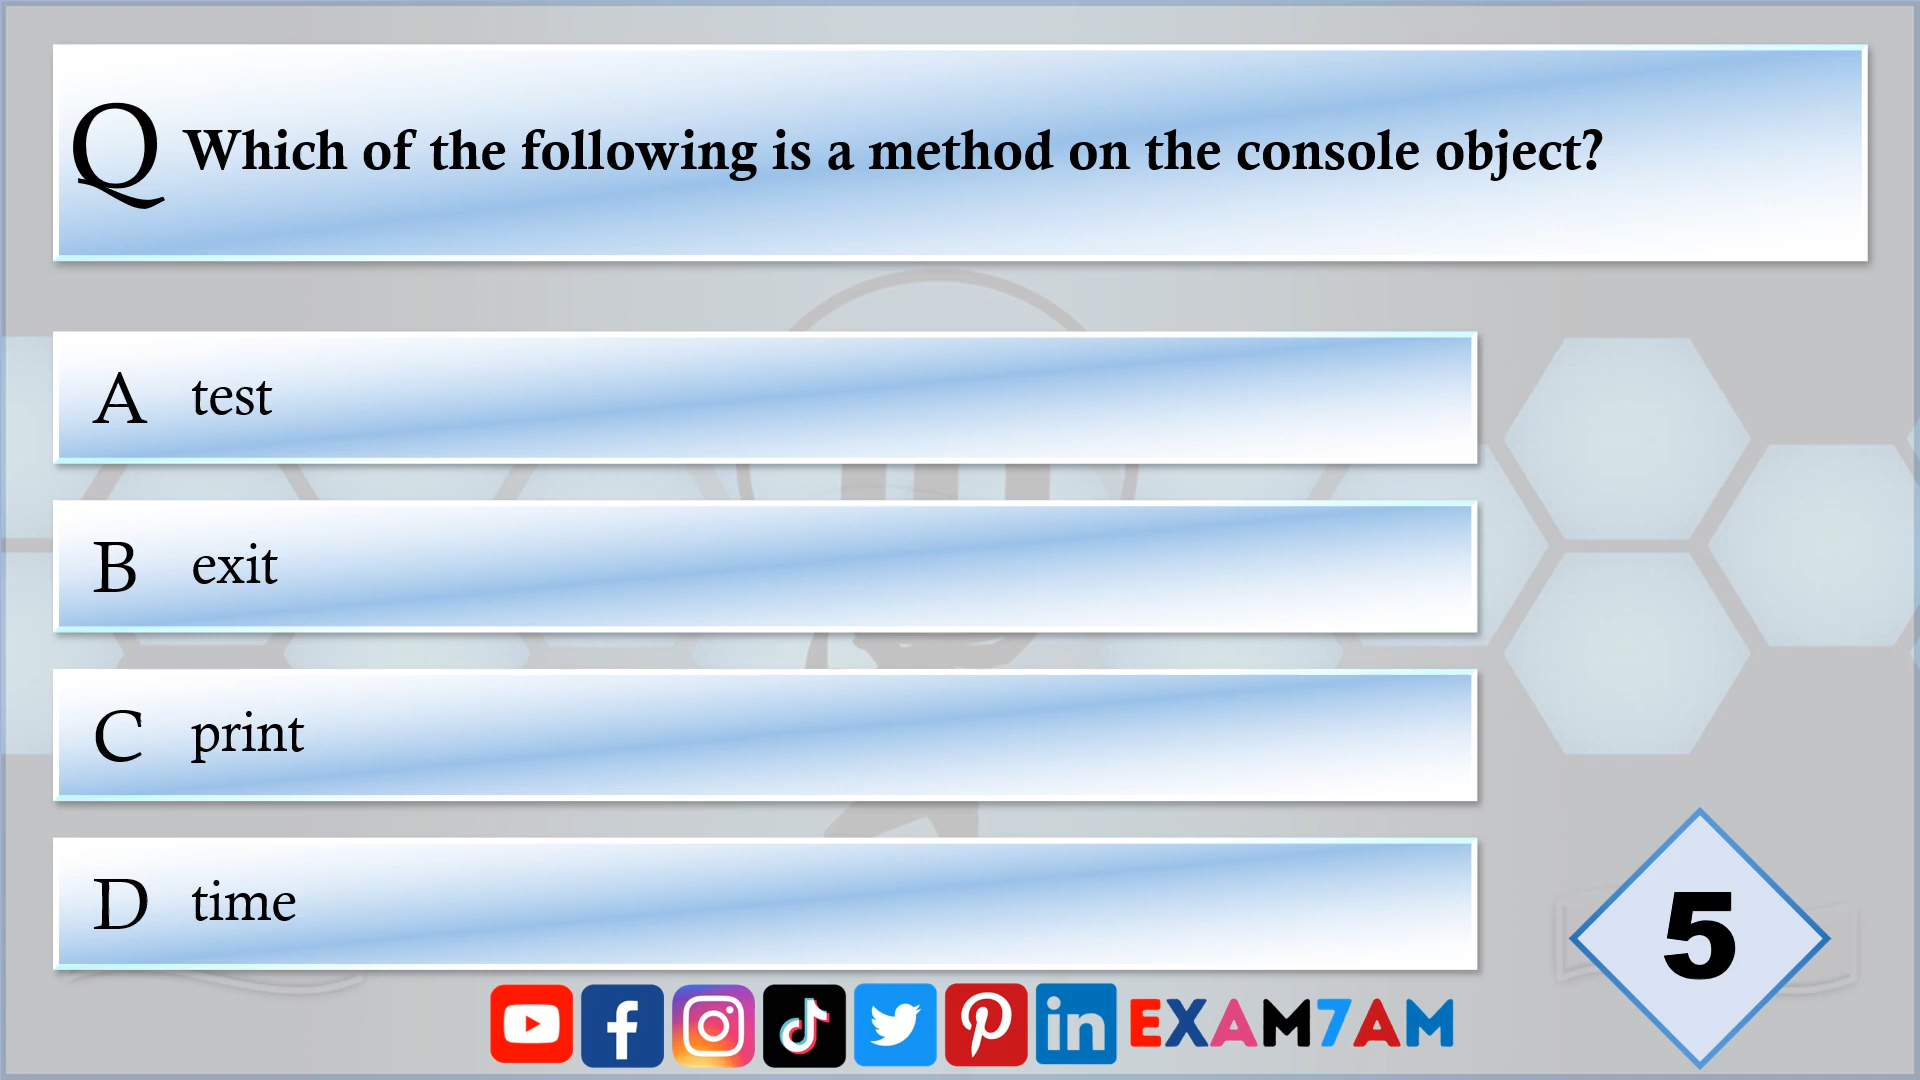 Q Which of the following is a method on the console object?
A test
B exit
C print
D time
5
EXAM7AM